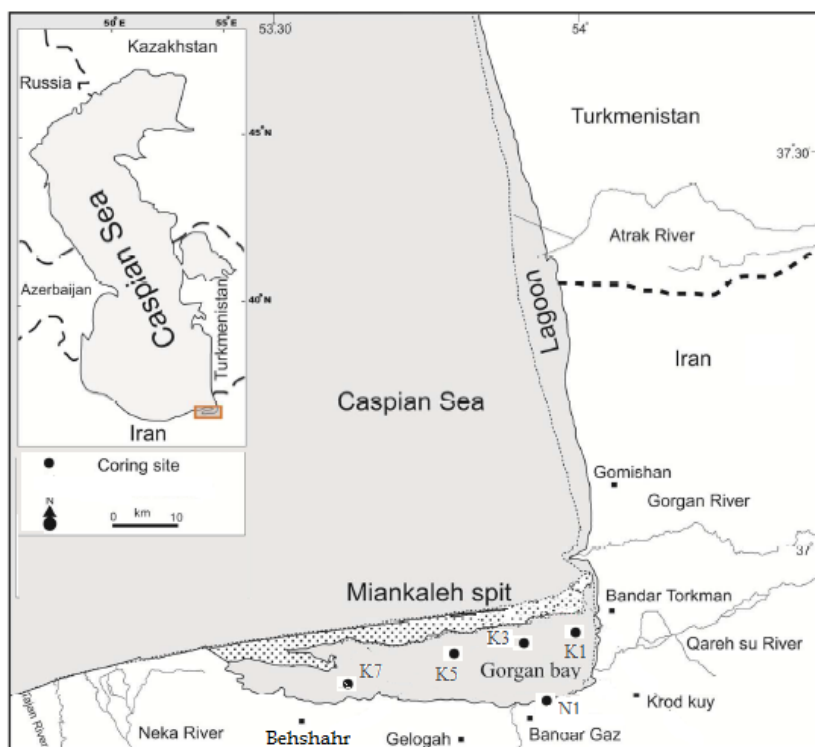 50°E
55°E
53.30
54°
Kazakhstan
Russia
45°N
Turkmenistan
37.30
Caspian Sea
Atrak River
Azerbaijan
40°N
Turkmenistan
Lagoon
Iran
Caspian Sea
Iran
Coring site
Gomishan
N
km
0
10
Gorgan River
37°
Miankaleh spit
Bandar Torkman
K3
K1
Qareh su River
K5
Gorgan bay
K7
Krod kuy
N1
Neka River
Behshahr
Gelogah
Bandar Gaz